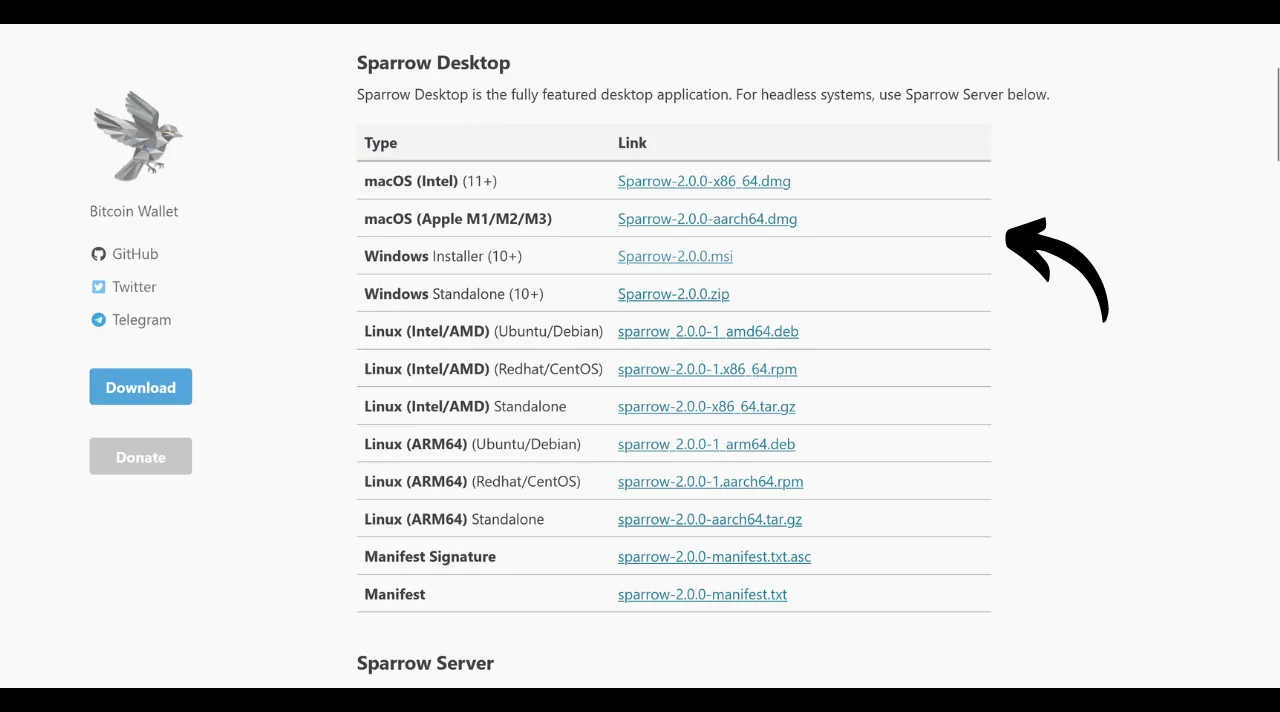 Sparrow Desktop
Sparrow Desktop is the fully featured desktop application. For headless systems, use Sparrow Server below.
Type Link
macOS (Intel) (11+) Sparrow-2.0.0-x86_64.dmg
macOS (Apple M1/M2/M3) Sparrow-2.0.0-aarch64.dmg
Windows Installer (10+) Sparrow-2.0.0.msi
Windows Standalone (10+) Sparrow-2.0.0.zip
Linux (Intel/AMD) (Ubuntu/Debian) sparrow_2.0.0-1_amd64.deb
Linux (Intel/AMD) (Redhat/CentOS) sparrow-2.0.0-1.x86_64.rpm
Linux (Intel/AMD) Standalone sparrow-2.0.0-x86_64.tar.gz
Linux (ARM64) (Ubuntu/Debian) sparrow_2.0.0-1_arm64.deb
Linux (ARM64) (Redhat/CentOS) sparrow-2.0.0-1.aarch64.rpm
Linux (ARM64) Standalone sparrow-2.0.0-aarch64.tar.gz
Manifest Signature sparrow-2.0.0-manifest.txt.asc
Manifest sparrow-2.0.0-manifest.txt
Sparrow Server
Bitcoin Wallet
GitHub
Twitter
Telegram
Download
Donate